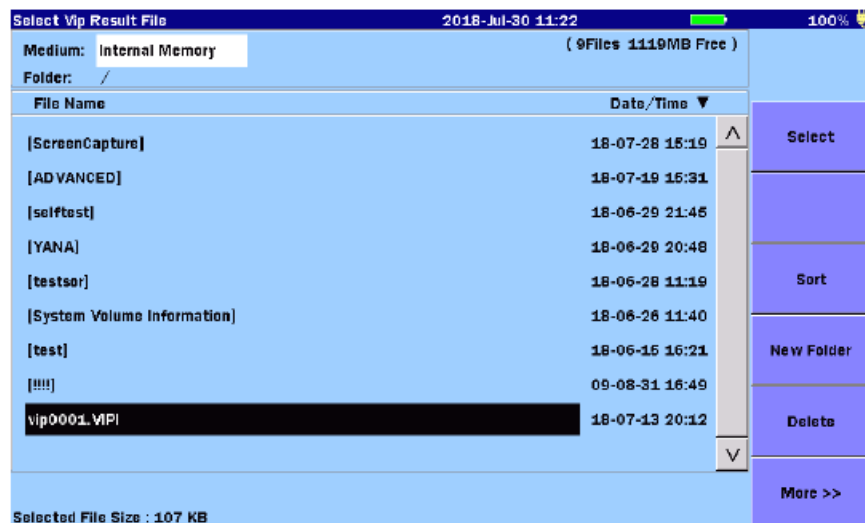 Select Vip Result File 2018-Jul-30 11:22 100%
Medium: Internal Memory (9Files 1119MB Free)
Folder: /
File Name Date/Time ▼
[ScreenCapture] 18-07-28 15:19
[ADVANCED] 18-07-19 15:31
[selftest] 18-06-29 21:45
[YANA] 18-06-29 20:48
[testsor] 18-06-28 11:19
[System Volume Information] 18-06-26 11:40
[test] 18-06-15 16:21
[!!!!] 09-08-31 16:49
vip0001.VIPI 18-07-13 20:12
Selected File Size : 107 KB
Select
Sort
New Folder
Delete
More >>